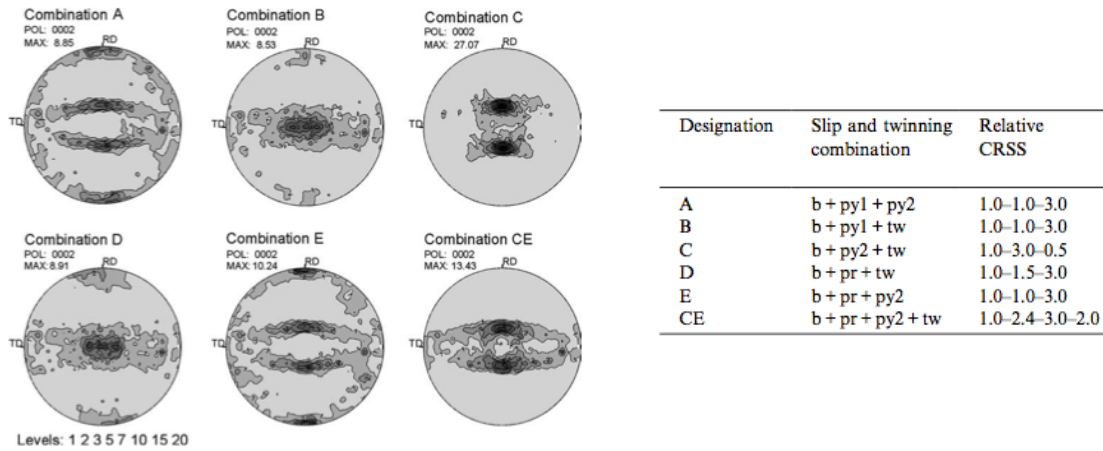 Combination A
POL: 0002
MAX: 8.85
RD
TD
Combination B
POL: 0002
MAX: 8.53
RD
TD
Combination C
POL: 0002
MAX: 27.07
RD
TD
Combination D
POL: 0002
MAX:8.91
RD
TD
Combination E
POL: 0002
MAX:10.24
RD
TD
Combination CE
POL: 0002
MAX:13.43
RD
TD
Levels: 1 2 3 5 7 10 15 20
Designation Slip and twinning combination Relative CRSS
A b + py1 + py2 1.0–1.0–3.0
B b + py1 + tw 1.0–1.0–3.0
C b + py2 + tw 1.0–3.0–0.5
D b + pr + tw 1.0–1.5–3.0
E b + pr + py2 1.0–1.0–3.0
CE b + pr + py2 + tw 1.0–2.4–3.0–2.0